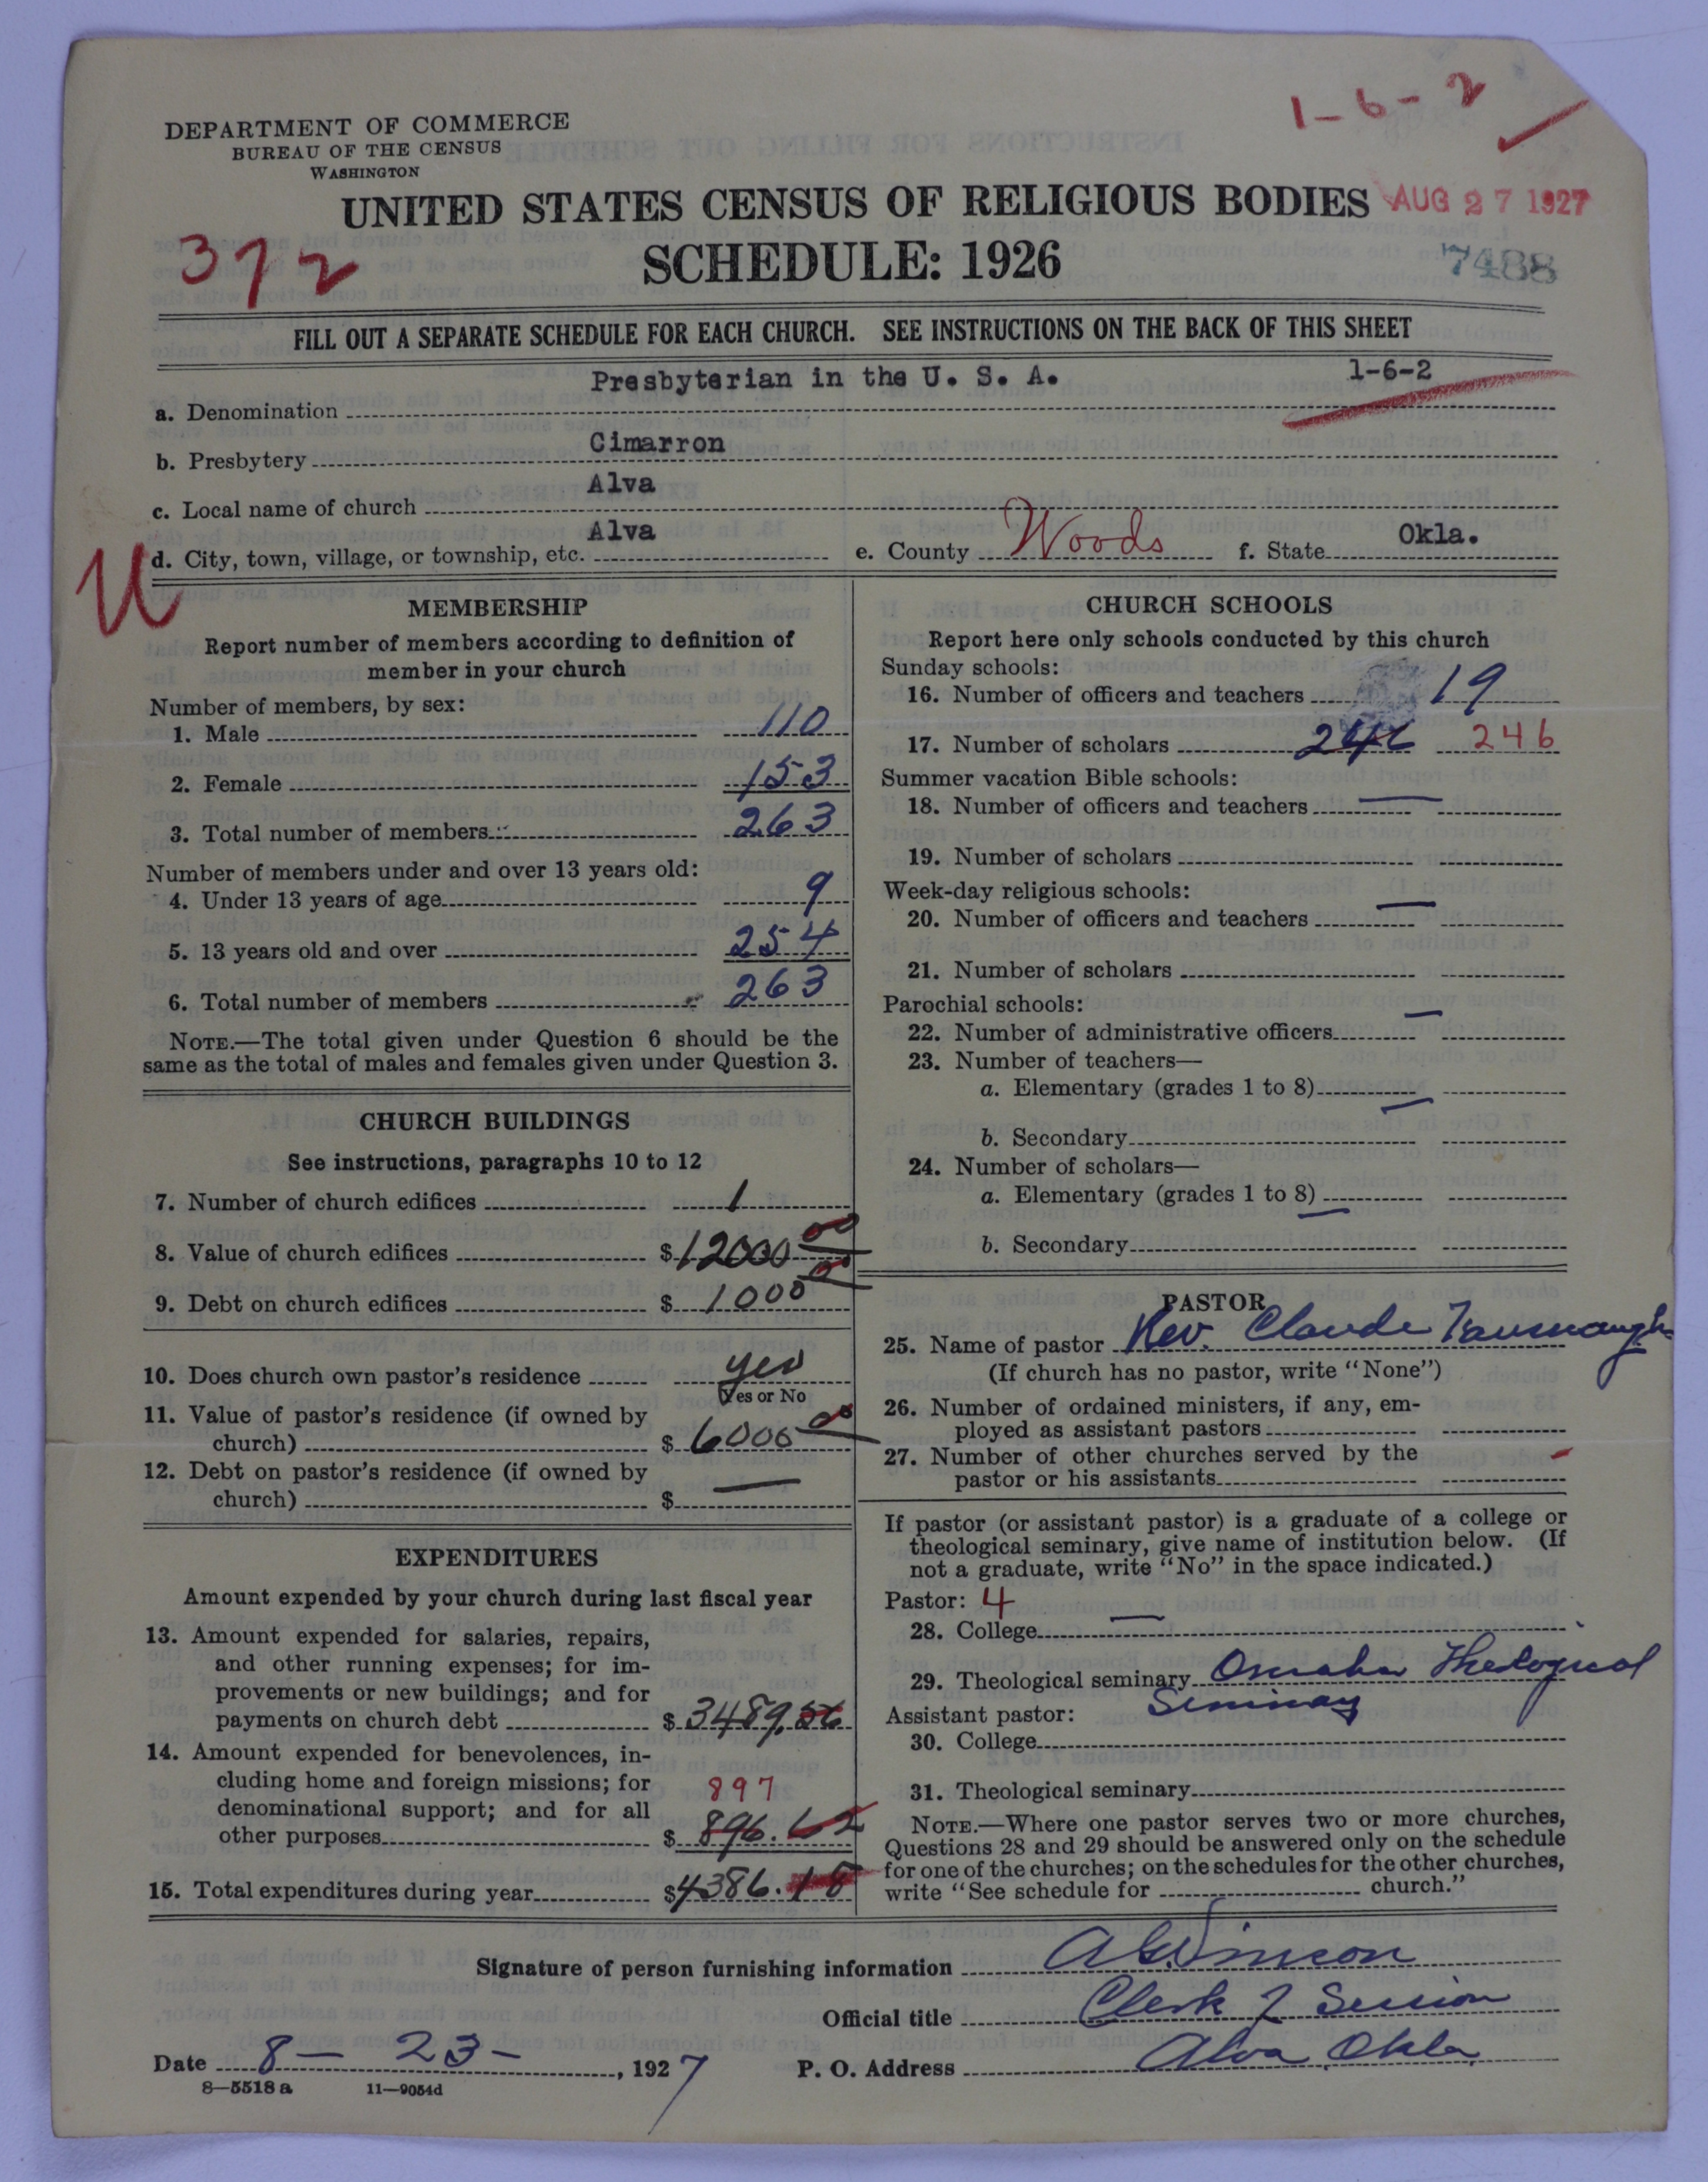 1-6-2
DEPARTMENT OF COMMERCE
BUREAU OF THE CENSUS
WASHINGTON
UNITED STATES CENSUS OF RELIGIOUS BODIES
AUG 27 1927
372
SCHEDULE: 1926
7488
FILL OUT A SEPARATE SCHEDULE FOR EACH CHURCH. SEE INSTRUCTIONS ON THE BACK OF THIS SHEET
a. Denomination Presbyterian in the U. S. A. 1-6-2
b. Presbytery Cimarron
c. Local name of church Alva
d. City, town, village, or township, etc. Alva e. County Woods f. State Okla.
U
MEMBERSHIP
Report number of members according to definition of
member in your church
Number of members, by sex:
1. Male 110
2. Female 153
3. Total number of members 263
Number of members under and over 13 years old:
4. Under 13 years of age 9
5. 13 years old and over 254
6. Total number of members 263
NOTE.—The total given under Question 6 should be the
same as the total of males and females given under Question 3.
CHURCH BUILDINGS
See instructions, paragraphs 10 to 12
7. Number of church edifices 1
8. Value of church edifices $12000 00
9. Debt on church edifices $1000 00
10. Does church own pastor's residence yes
Yes or No
11. Value of pastor's residence (if owned by
church) $6000 00
12. Debt on pastor's residence (if owned by
church) $ —
EXPENDITURES
Amount expended by your church during last fiscal year
13. Amount expended for salaries, repairs,
and other running expenses; for im-
provements or new buildings; and for
payments on church debt $3489.56
14. Amount expended for benevolences, in-
cluding home and foreign missions; for
897
denominational support; and for all
other purposes $896.62
15. Total expenditures during year $4386.18
CHURCH SCHOOLS
Report here only schools conducted by this church
Sunday schools:
16. Number of officers and teachers 19
17. Number of scholars 246 246
Summer vacation Bible schools:
18. Number of officers and teachers —
19. Number of scholars
Week-day religious schools:
20. Number of officers and teachers —
21. Number of scholars
Parochial schools:
22. Number of administrative officers —
23. Number of teachers—
a. Elementary (grades 1 to 8)
b. Secondary —
24. Number of scholars—
a. Elementary (grades 1 to 8)
b. Secondary —
PASTOR
25. Name of pastor Rev. Claude
(If church has no pastor, write "None")
26. Number of ordained ministers, if any, em-
ployed as assistant pastors
27. Number of other churches served by the
pastor or his assistants -
If pastor (or assistant pastor) is a graduate of a college or
theological seminary, give name of institution below. (If
not a graduate, write "No" in the space indicated.)
Pastor: 4
28. College —
29. Theological seminary Omaha Theological
Seminary
Assistant pastor:
30. College
31. Theological seminary
NOTE.—Where one pastor serves two or more churches,
Questions 28 and 29 should be answered only on the schedule
for one of the churches; on the schedules for the other churches,
write "See schedule for church."
Signature of person furnishing information
Official title Clerk of Session
Date 8-23-, 1927 P. O. Address Alva Okla
8—5518a 11—9054d